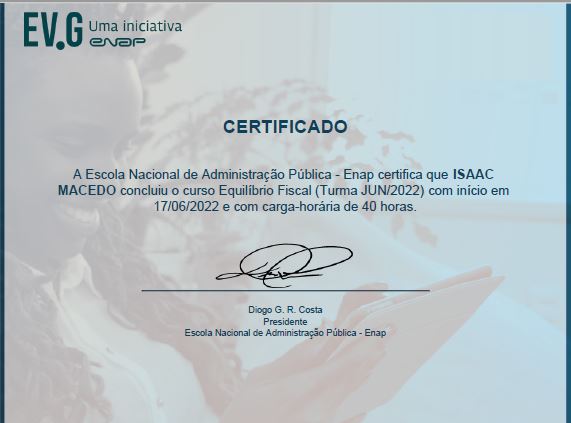 EV.G Uma iniciativa
enap
CERTIFICADO
A Escola Nacional de Administração Pública - Enap certifica que ISAAC
MACEDO concluiu o curso Equilíbrio Fiscal (Turma JUN/2022) com início em
17/06/2022 e com carga-horária de 40 horas.
Diogo G. R. Costa
Presidente
Escola Nacional de Administração Pública - Enap